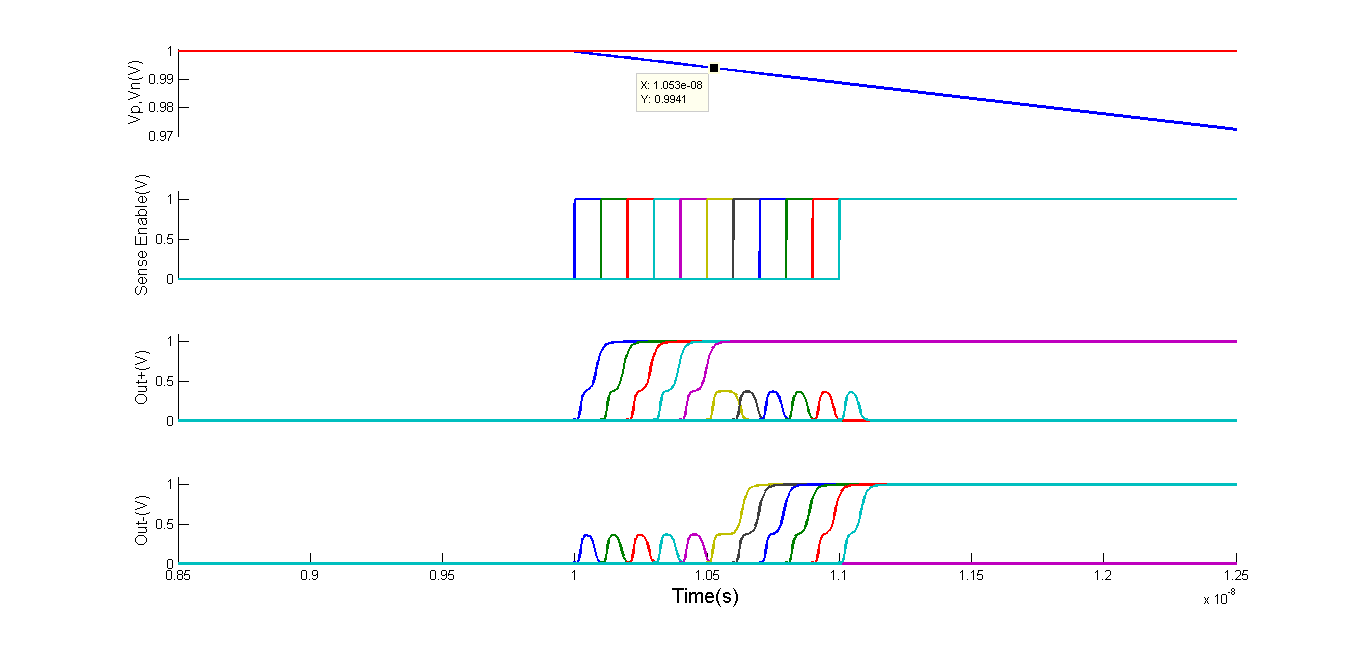 Vp,Vn(V)
1
0.99
0.98
0.97
X: 1.053e-08
Y: 0.9941
Sense Enable(V)
1
0.5
0
Out+(V)
1
0.5
0
Out-(V)
1
0.5
0
0.85 0.9 0.95 1 1.05 1.1 1.15 1.2 1.25
Time(s)
x 10-8